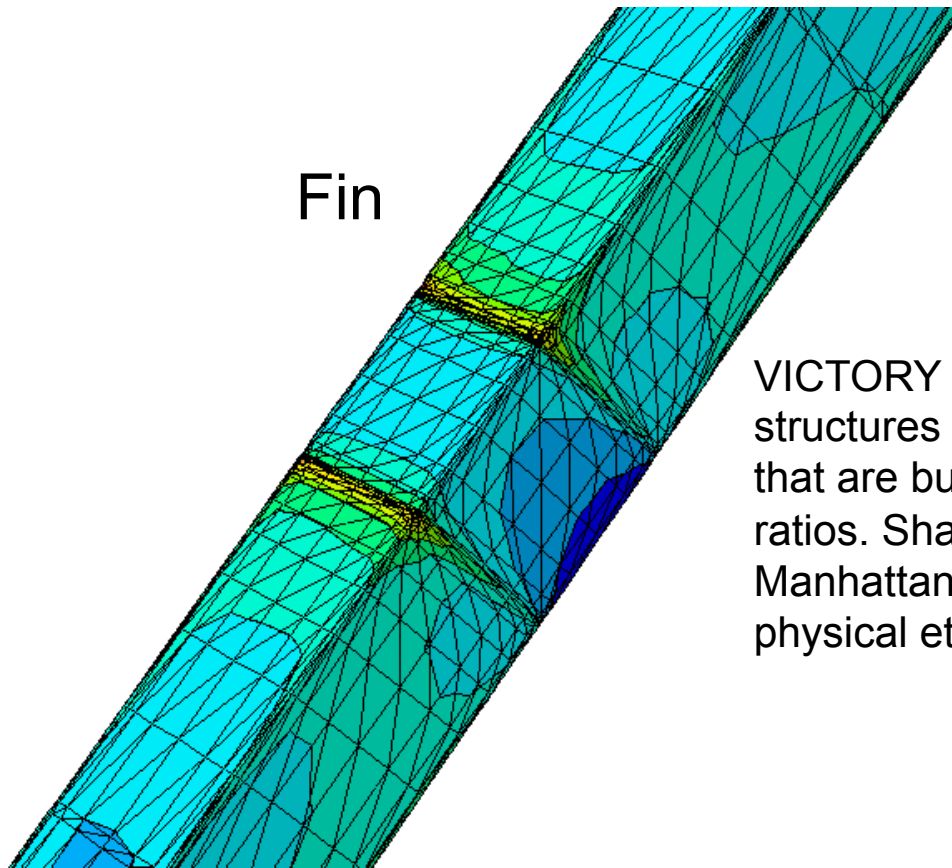 Fin
VICTORY
structures
that are bu
ratios. Sha
Manhattan
physical et